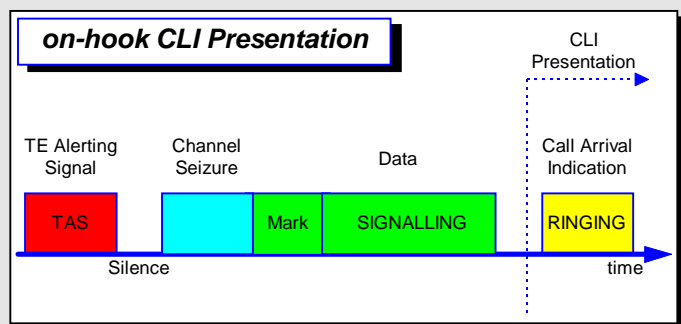 on-hook CLI Presentation
CLI
Presentation
TE Alerting
Signal
Channel
Seizure
Data
Call Arrival
Indication
TAS
Mark
SIGNALLING
RINGING
Silence
time